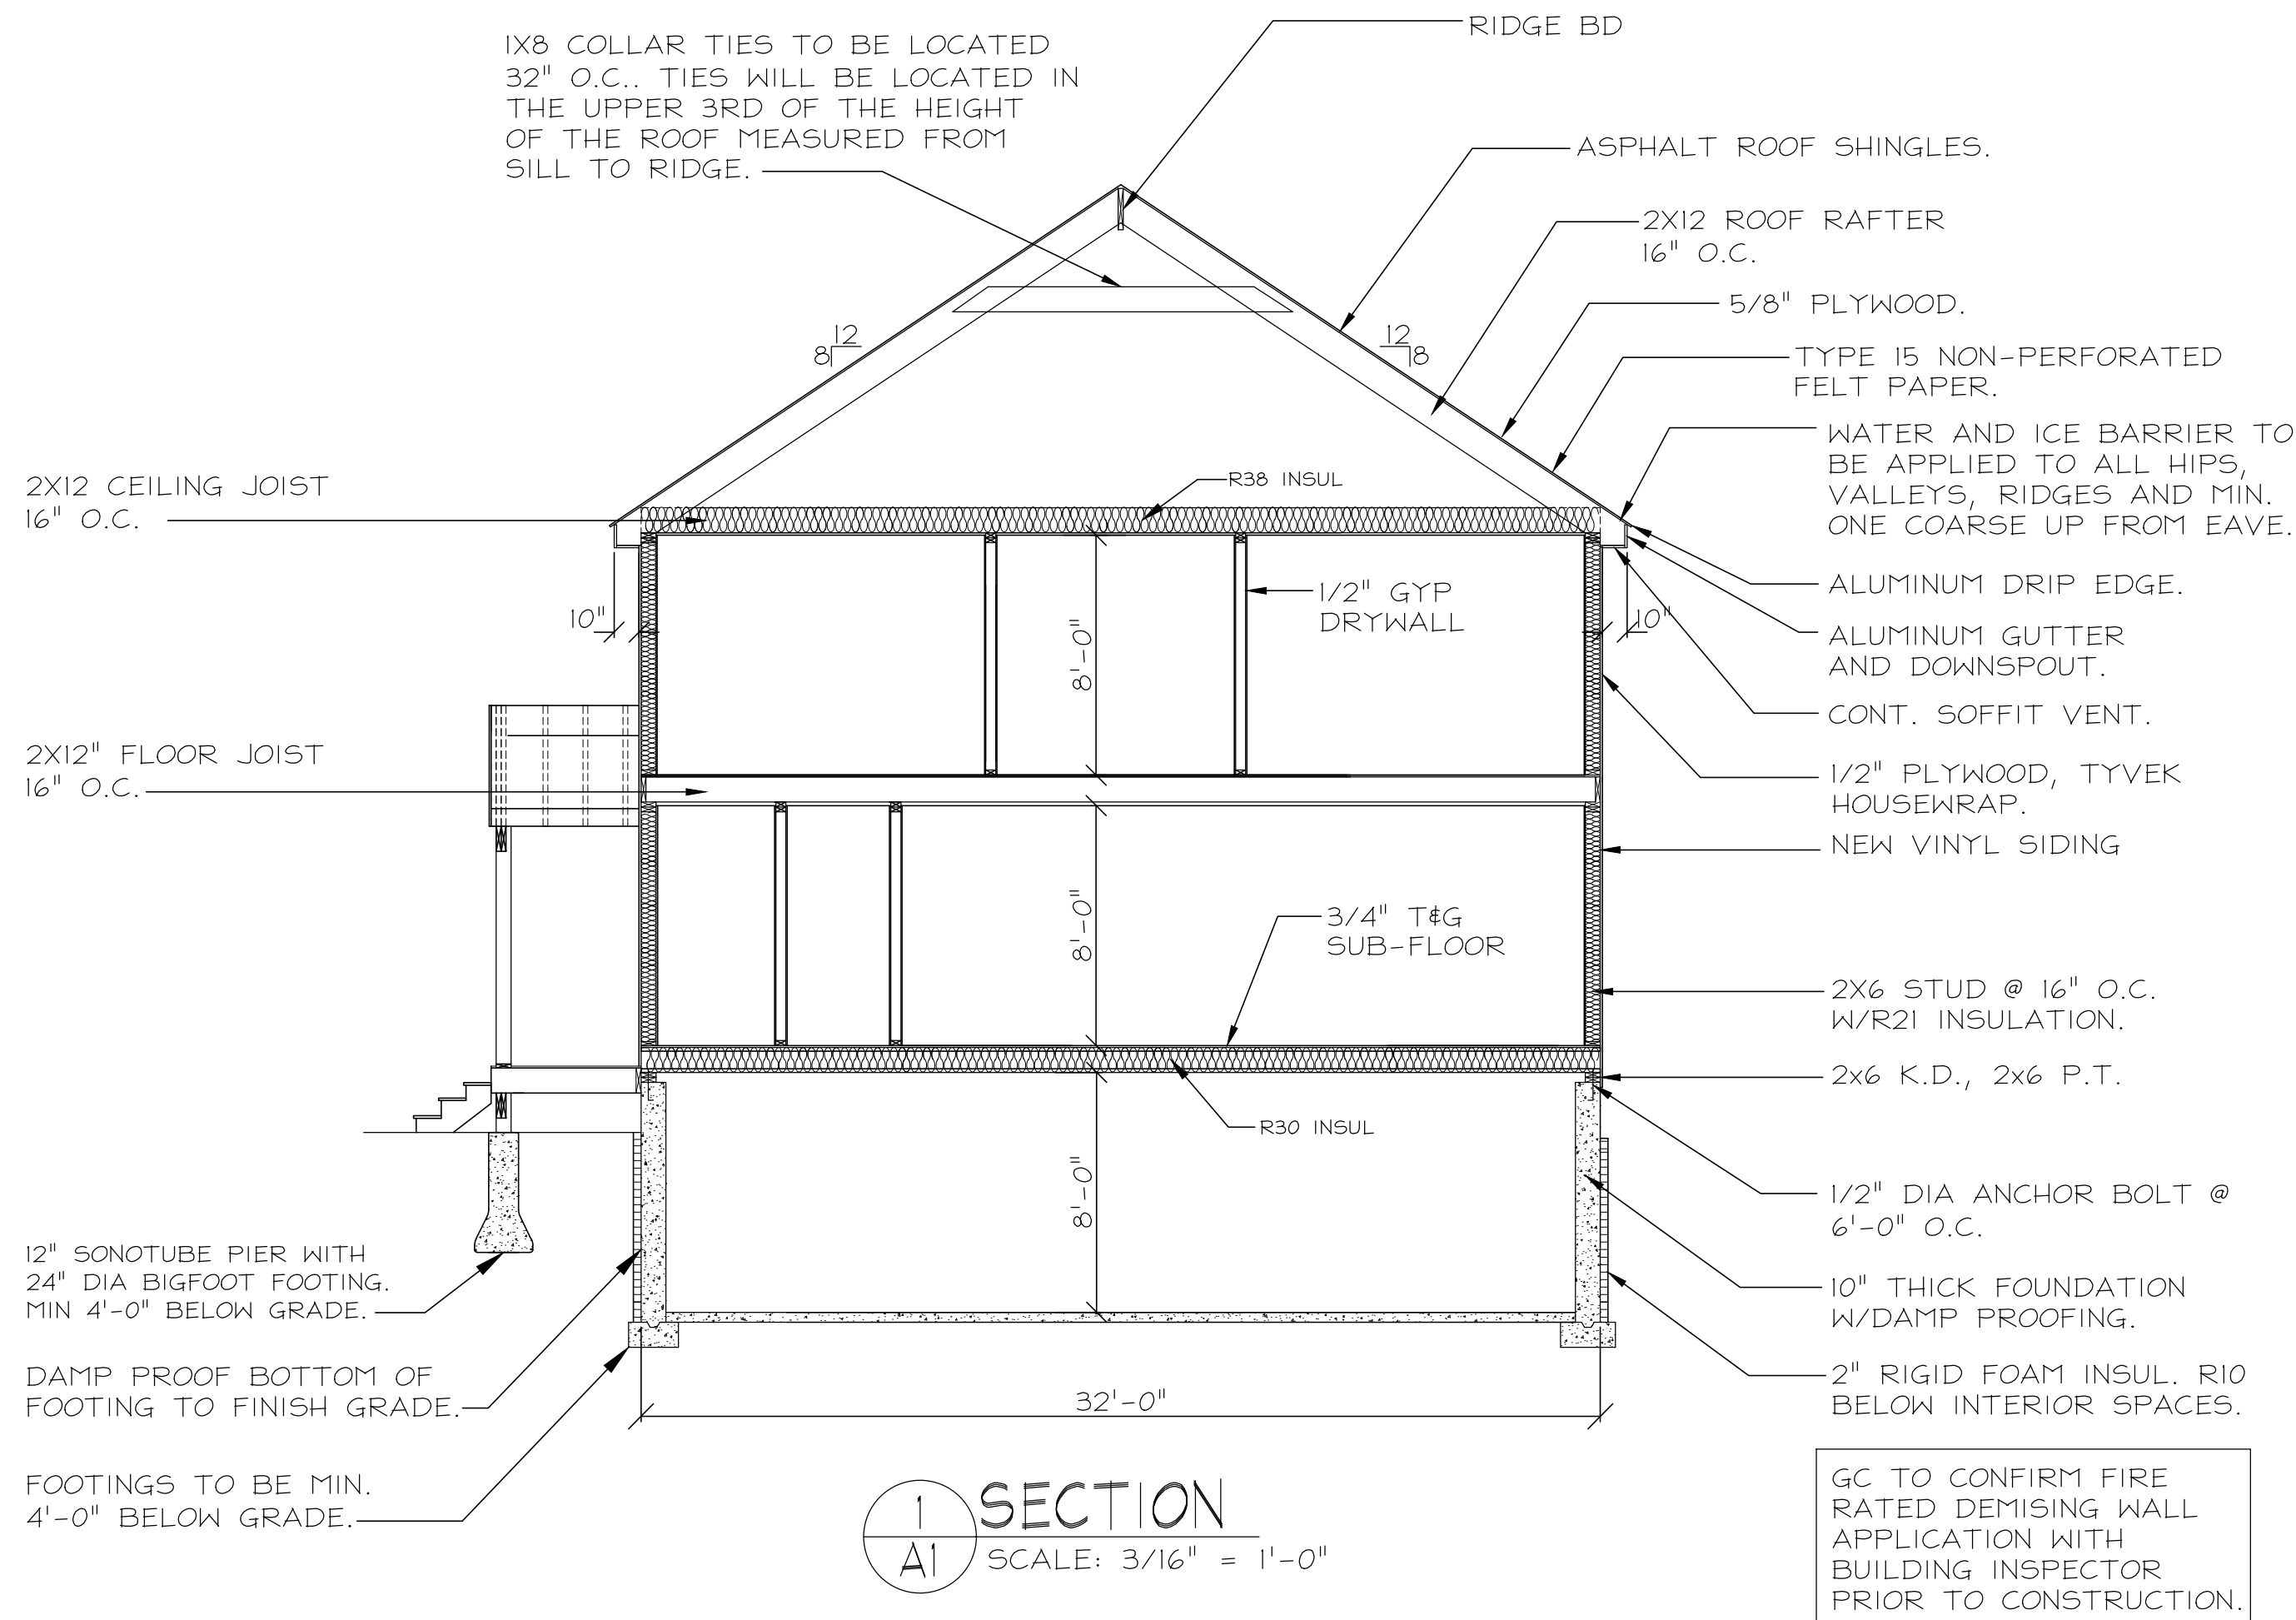 RIDGE BD
1X8 COLLAR TIES TO BE LOCATED
32" O.C.. TIES WILL BE LOCATED IN
THE UPPER 3RD OF THE HEIGHT
OF THE ROOF MEASURED FROM
SILL TO RIDGE.
ASPHALT ROOF SHINGLES.
2X12 ROOF RAFTER
16" O.C.
5/8" PLYWOOD.
12
8
12
8
TYPE 15 NON-PERFORATED
FELT PAPER.
WATER AND ICE BARRIER TO
BE APPLIED TO ALL HIPS,
VALLEYS, RIDGES AND MIN.
ONE COARSE UP FROM EAVE.
2X12 CEILING JOIST
16" O.C.
R38 INSUL
ALUMINUM DRIP EDGE.
10"
1/2" GYP
DRYWALL
10"
8'-0"
ALUMINUM GUTTER
AND DOWNSPOUT.
CONT. SOFFIT VENT.
2X12" FLOOR JOIST
16" O.C.
1/2" PLYWOOD, TYVEK
HOUSEWRAP.
NEW VINYL SIDING
8'-0"
3/4" T&G
SUB-FLOOR
2X6 STUD @ 16" O.C.
W/R21 INSULATION.
2x6 K.D., 2x6 P.T.
R30 INSUL
8'-0"
1/2" DIA ANCHOR BOLT @
6'-0" O.C.
12" SONOTUBE PIER WITH
24" DIA BIGFOOT FOOTING.
MIN 4'-0" BELOW GRADE.
10" THICK FOUNDATION
W/DAMP PROOFING.
DAMP PROOF BOTTOM OF
FOOTING TO FINISH GRADE.
2" RIGID FOAM INSUL. R10
BELOW INTERIOR SPACES.
32'-0"
FOOTINGS TO BE MIN.
4'-0" BELOW GRADE.
1
A1
SECTION
SCALE: 3/16" = 1'-0"
GC TO CONFIRM FIRE
RATED DEMISING WALL
APPLICATION WITH
BUILDING INSPECTOR
PRIOR TO CONSTRUCTION.